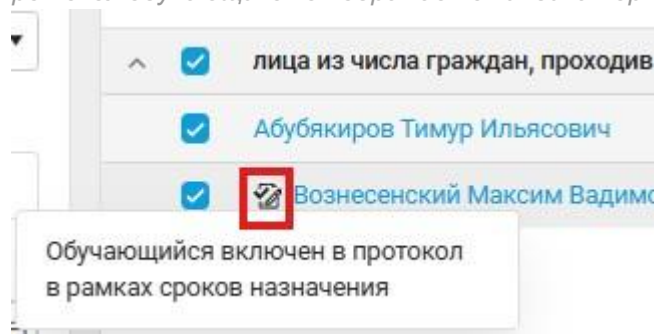 лица из числа граждан, проходив
Абубякиров Тимур Ильясович
Вознесенский Максим Вадимо
Обучающийся включен в протокол
в рамках сроков назначения